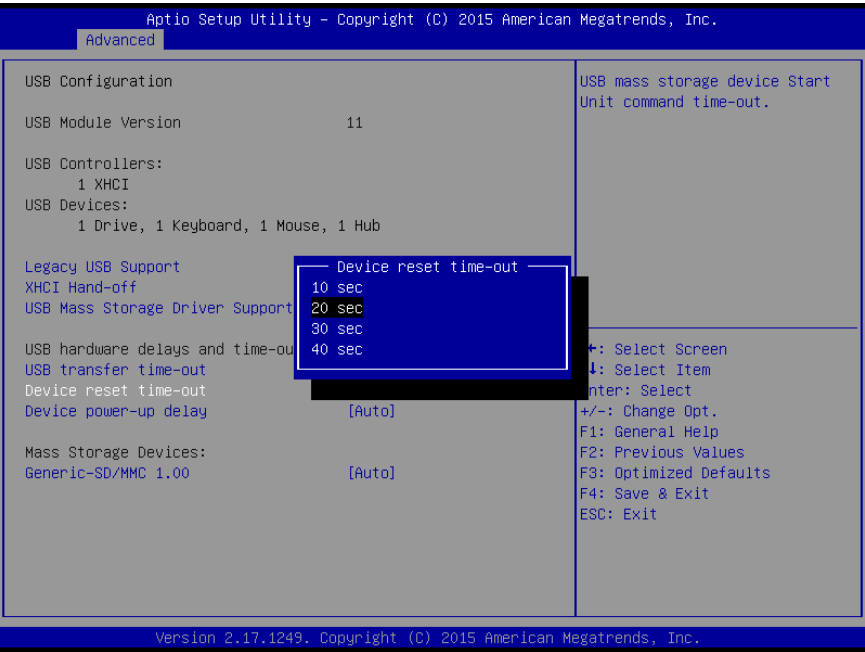 Aptio Setup Utility – Copyright (C) 2015 American Megatrends, Inc.
Advanced
USB Configuration
USB Module Version 11
USB Controllers:
1 XHCI
USB Devices:
1 Drive, 1 Keyboard, 1 Mouse, 1 Hub
Legacy USB Support
XHCI Hand-off
USB Mass Storage Driver Support
USB hardware delays and time-ou
USB transfer time-out
Device reset time-out
Device power-up delay [Auto]
Mass Storage Devices:
Generic-SD/MMC 1.00 [Auto]
Device reset time-out
10 sec
20 sec
30 sec
40 sec
USB mass storage device Start
Unit command time-out.
: Select Screen
: Select Item
nter: Select
+/-: Change Opt.
F1: General Help
F2: Previous Values
F3: Optimized Defaults
F4: Save & Exit
ESC: Exit
Version 2.17.1249. Copyright (C) 2015 American Megatrends, Inc.